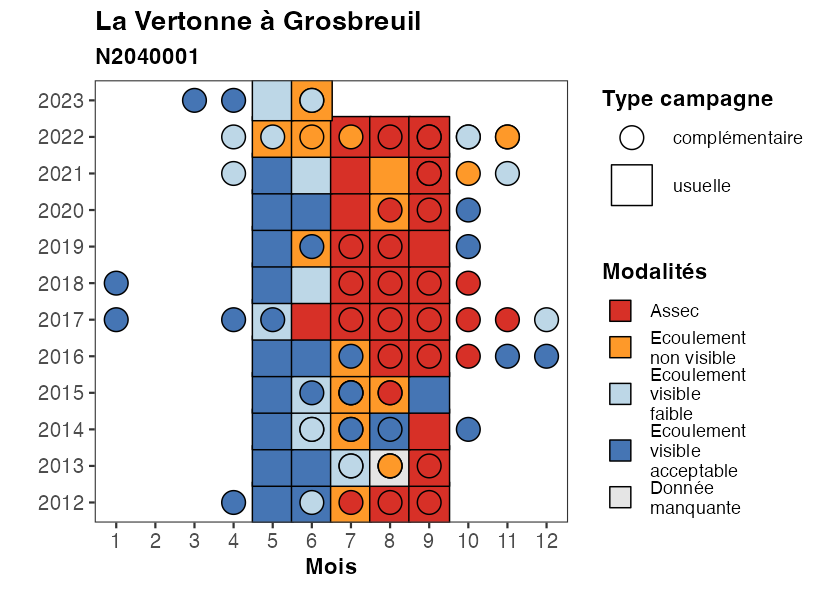 La Vertonne à Grosbreuil
N2040001
2023
2022
2021
2020
2019
2018
2017
2016
2015
2014
2013
2012
1 2 3 4 5 6 7 8 9 10 11 12
Mois
Type campagne
complémentaire
usuelle
Modalités
Assec
Ecoulement
non visible
Ecoulement
visible
faible
Ecoulement
visible
acceptable
Donnée
manquante